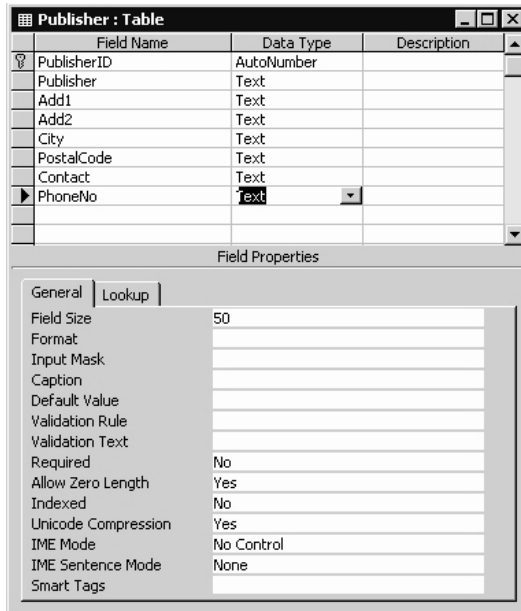 Publisher : Table
Field Name Data Type Description
PublisherID AutoNumber
Publisher Text
Add1 Text
Add2 Text
City Text
PostalCode Text
Contact Text
PhoneNo Text
Field Properties
General Lookup
Field Size 50
Format
Input Mask
Caption
Default Value
Validation Rule
Validation Text
Required No
Allow Zero Length Yes
Indexed No
Unicode Compression Yes
IME Mode No Control
IME Sentence Mode None
Smart Tags